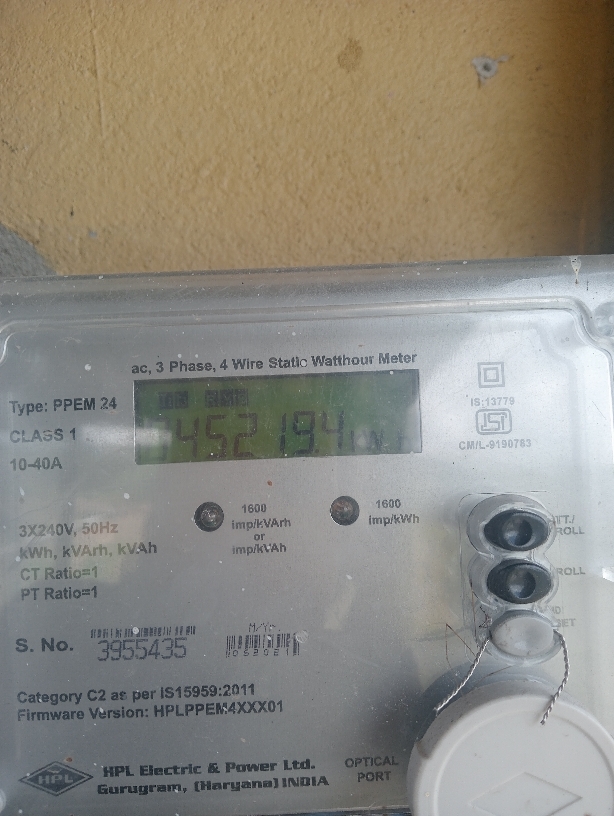 ac, 3 Phase, 4 Wire Static Watthour Meter
Type: PPEM 24
CLASS 1
10-40A
IS:13779
CM/L-9190783
1600
imp/kVArh
or
imp/kVAh
1600
imp/kWh
3X240V, 50Hz
kWh, kVArh, kVAh
CT Ratio=1
PT Ratio=1
S. No.
3955435
Category C2 as per IS15959:2011
Firmware Version: HPLPPEM4XXX01
HPL
HPL Electric & Power Ltd.
Gurugram, (Haryana) INDIA
OPTICAL
PORT